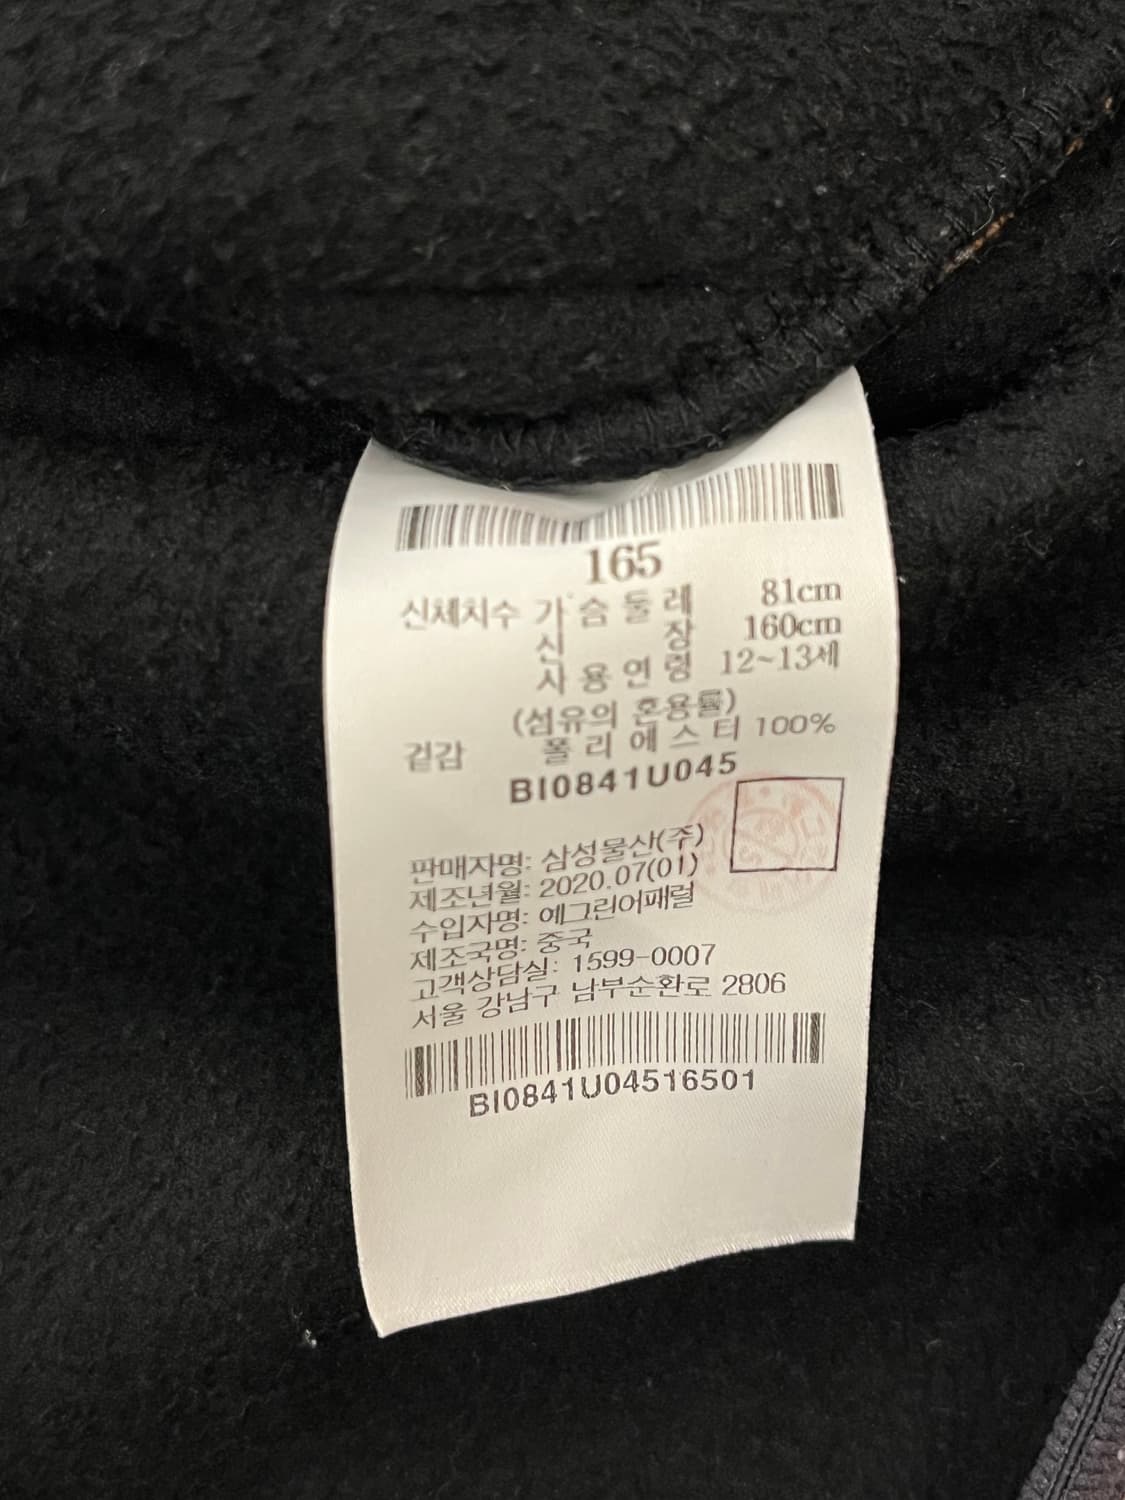 165
신체치수 가슴둘레 81cm
신장 160cm
사용연령 12~13세
(섬유의 혼용률)
겉감 폴리에스터 100%
BI0841U045
판매자명: 삼성물산(주)
제조년월: 2020.07(01)
수입자명: 에그린어패럴
제조국명: 중국
고객상담실: 1599-0007
서울 강남구 남부순환로 2806
BI0841U04516501